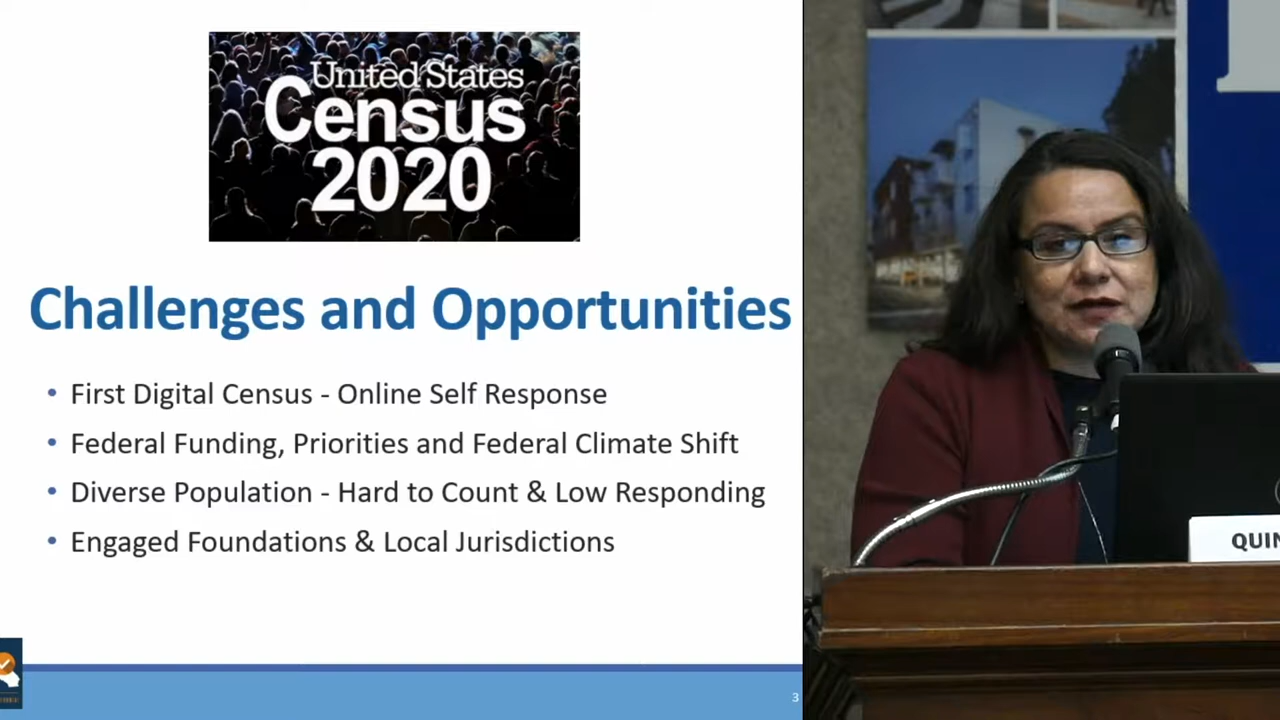 United States
Census
2020
Challenges and Opportunities
• First Digital Census - Online Self Response
• Federal Funding, Priorities and Federal Climate Shift
• Diverse Population - Hard to Count & Low Responding
• Engaged Foundations & Local Jurisdictions
3
QUIN